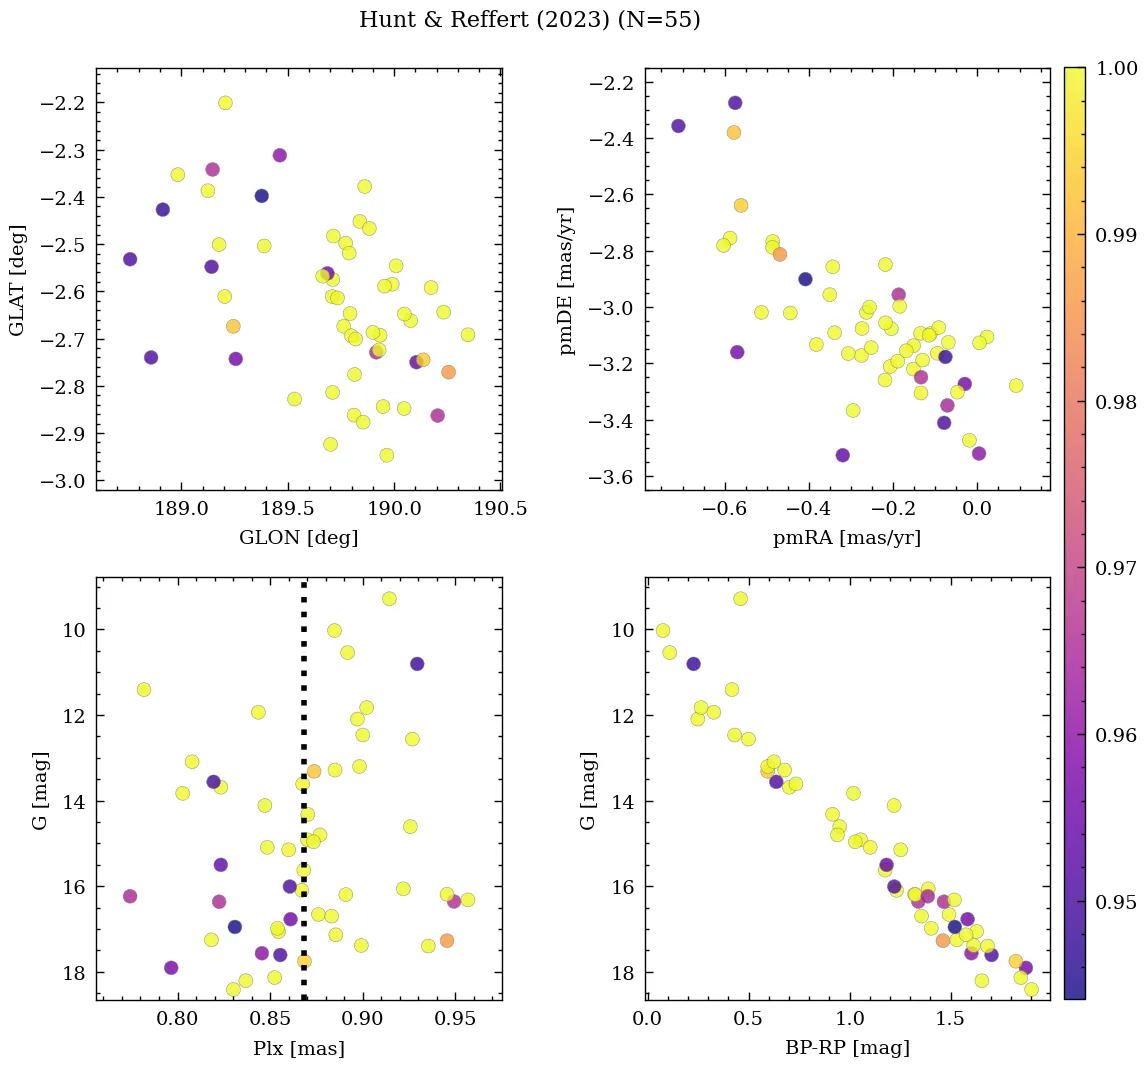 Hunt & Reffert (2023) (N=55)
−2.2
−2.3
−2.4
−2.5
−2.6
−2.7
−2.8
−2.9
−3.0
GLAT [deg]
189.0 189.5 190.0 190.5
GLON [deg]
−2.2
−2.4
−2.6
−2.8
−3.0
−3.2
−3.4
−3.6
pmDE [mas/yr]
−0.6 −0.4 −0.2 0.0
pmRA [mas/yr]
10
12
14
16
18
G [mag]
0.80 0.85 0.90 0.95
Plx [mas]
10
12
14
16
18
G [mag]
0.0 0.5 1.0 1.5
BP-RP [mag]
1.00
0.99
0.98
0.97
0.96
0.95